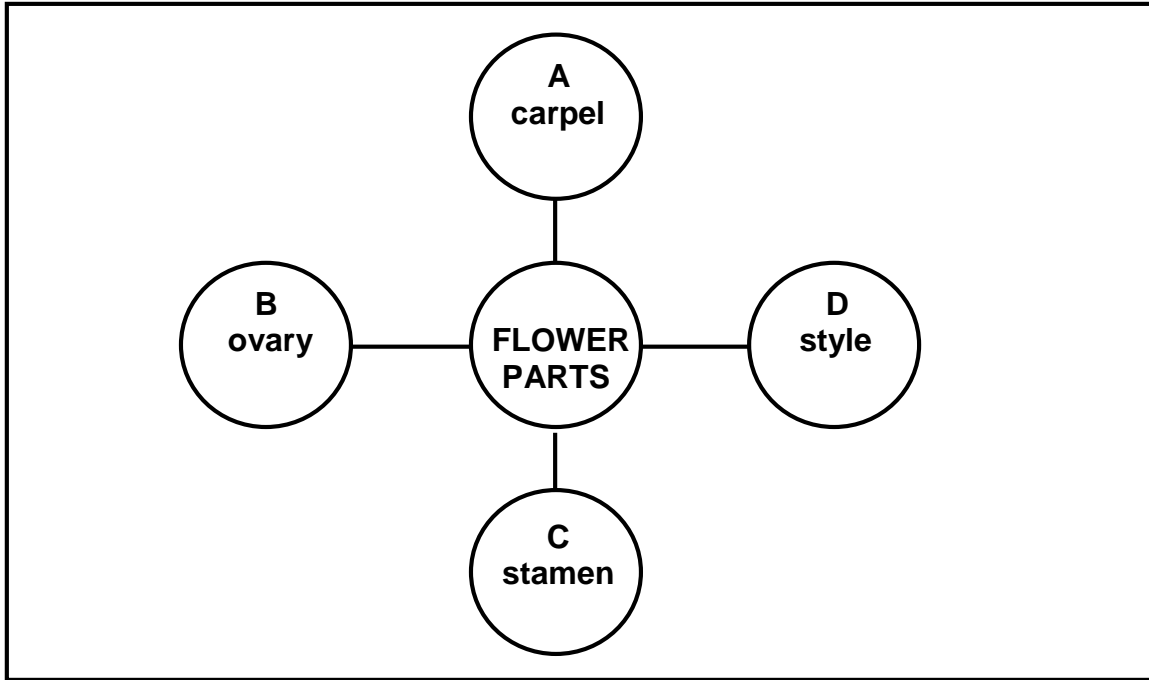 A
carpel
B
ovary
FLOWER
PARTS
D
style
C
stamen